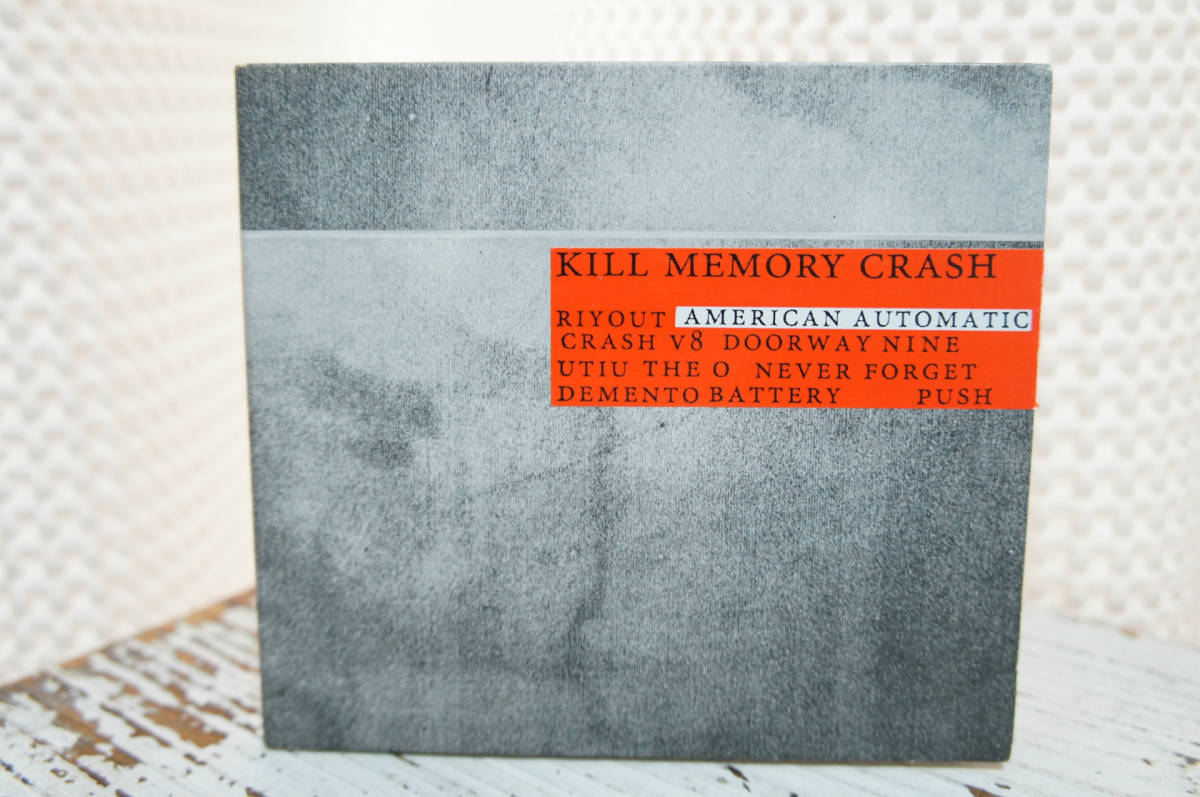 KILL MEMORY CRASH
RIYOUT AMERICAN AUTOMATIC
CRASH V8 DOORWAY NINE
UTIU THE O NEVER FORGET
DEMENTO BATTERY PUSH